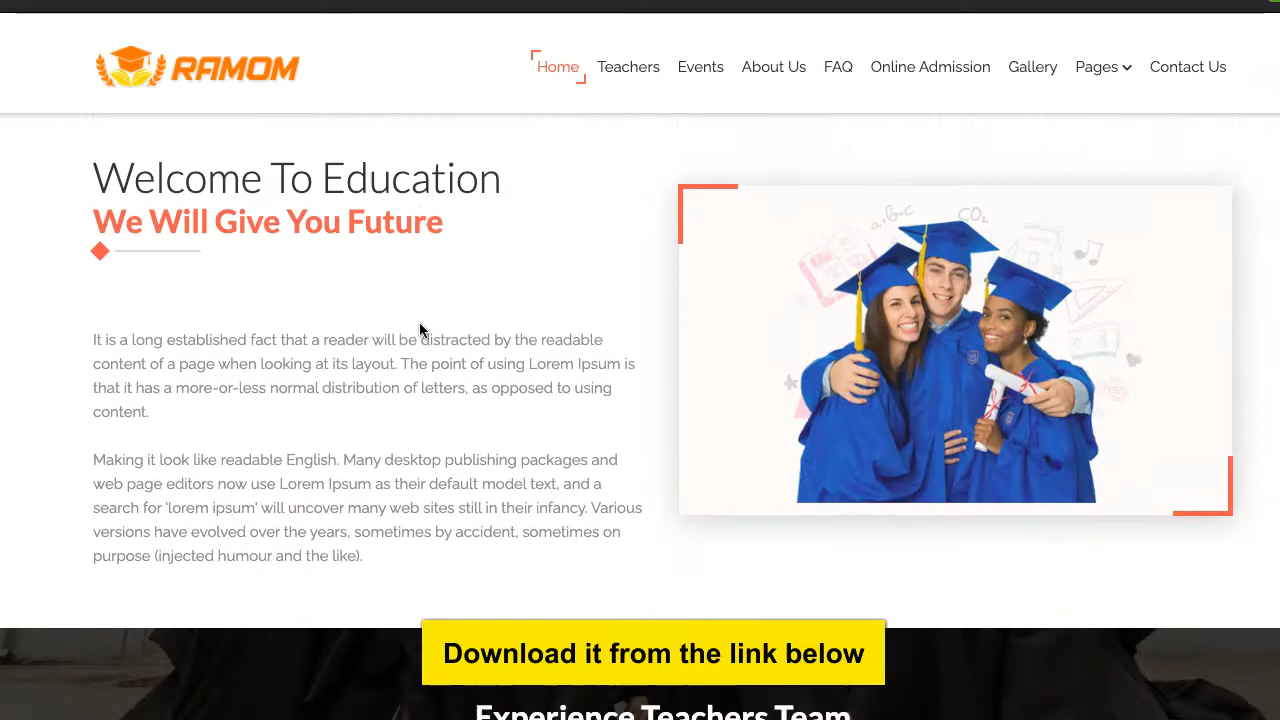 RAMOM
Home Teachers Events About Us FAQ Online Admission Gallery Pages Contact Us
Welcome To Education
We Will Give You Future
It is a long established fact that a reader will be distracted by the readable
content of a page when looking at its layout. The point of using Lorem Ipsum is
that it has a more-or-less normal distribution of letters, as opposed to using
content.
Making it look like readable English. Many desktop publishing packages and
web page editors now use Lorem Ipsum as their default model text, and a
search for 'lorem ipsum' will uncover many web sites still in their infancy. Various
versions have evolved over the years, sometimes by accident, sometimes on
purpose (injected humour and the like).
a+b=c
CO2
Download it from the link below
Experience Teachers Team